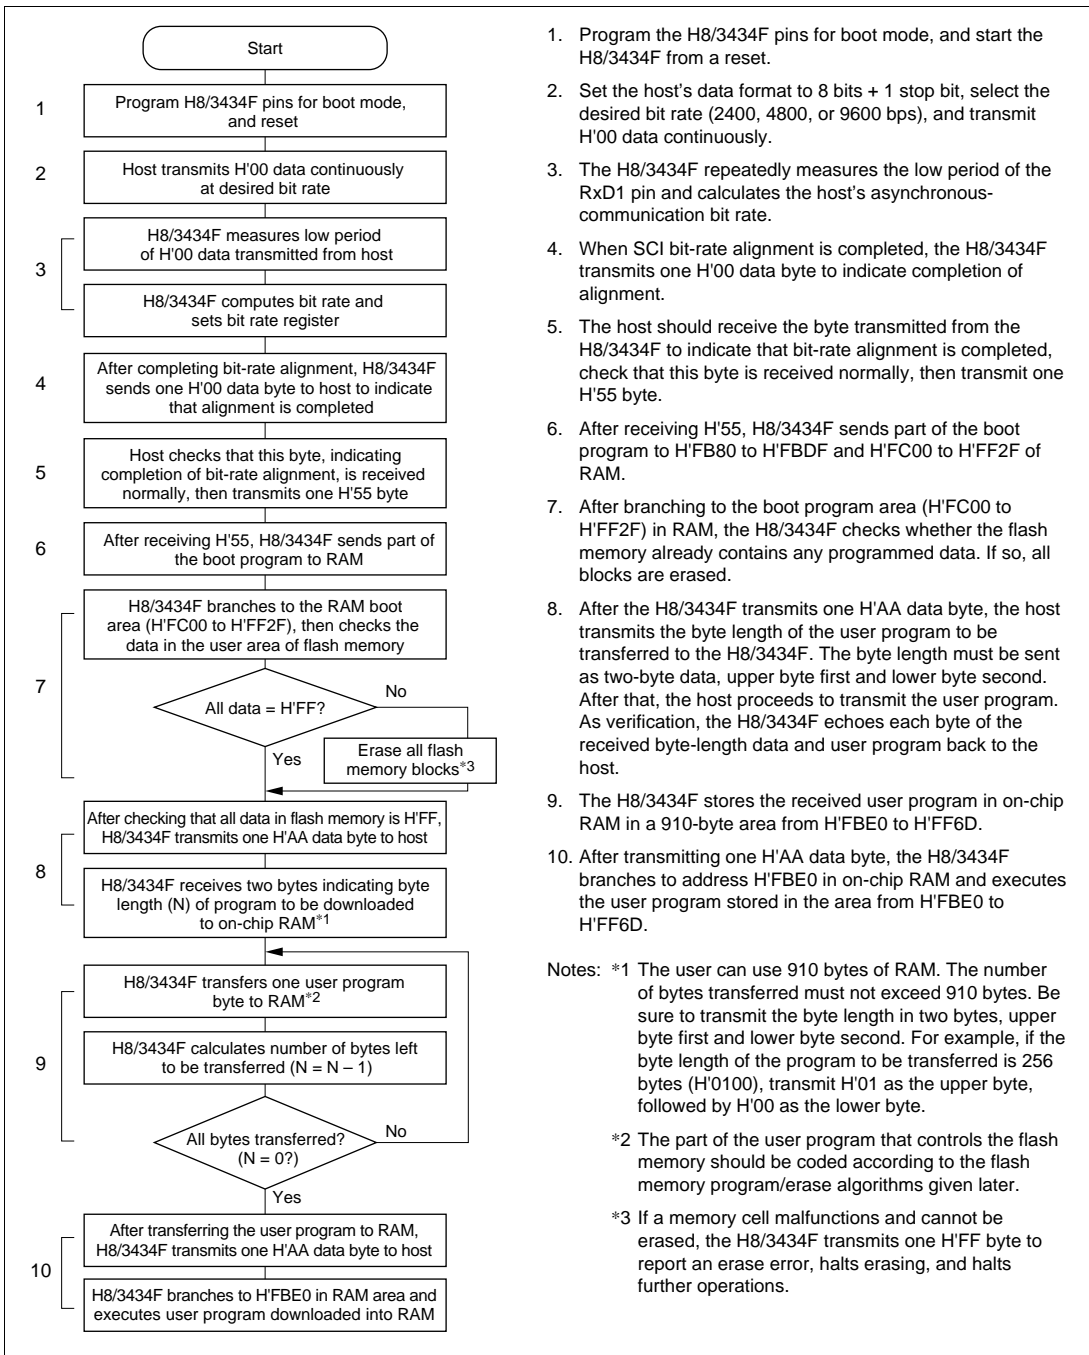 Start
1
Program H8/3434F pins for boot mode,
and reset
2
Host transmits H'00 data continuously
at desired bit rate
3
H8/3434F measures low period
of H'00 data transmitted from host
H8/3434F computes bit rate and
sets bit rate register
4
After completing bit-rate alignment, H8/3434F
sends one H'00 data byte to host to indicate
that alignment is completed
5
Host checks that this byte, indicating
completion of bit-rate alignment, is received
normally, then transmits one H'55 byte
6
After receiving H'55, H8/3434F sends part of
the boot program to RAM
7
H8/3434F branches to the RAM boot
area (H'FC00 to H'FF2F), then checks the
data in the user area of flash memory
All data = H'FF?
No
Yes
Erase all flash
memory blocks*3
8
After checking that all data in flash memory is H'FF,
H8/3434F transmits one H'AA data byte to host
H8/3434F receives two bytes indicating byte
length (N) of program to be downloaded
to on-chip RAM*1
9
H8/3434F transfers one user program
byte to RAM*2
H8/3434F calculates number of bytes left
to be transferred (N = N – 1)
All bytes transferred?
(N = 0?)
No
Yes
10
After transferring the user program to RAM,
H8/3434F transmits one H'AA data byte to host
H8/3434F branches to H'FBE0 in RAM area and
executes user program downloaded into RAM
1. Program the H8/3434F pins for boot mode, and start the
H8/3434F from a reset.
2. Set the host's data format to 8 bits + 1 stop bit, select the
desired bit rate (2400, 4800, or 9600 bps), and transmit
H'00 data continuously.
3. The H8/3434F repeatedly measures the low period of the
RxD1 pin and calculates the host's asynchronous-
communication bit rate.
4. When SCI bit-rate alignment is completed, the H8/3434F
transmits one H'00 data byte to indicate completion of
alignment.
5. The host should receive the byte transmitted from the
H8/3434F to indicate that bit-rate alignment is completed,
check that this byte is received normally, then transmit one
H'55 byte.
6. After receiving H'55, H8/3434F sends part of the boot
program to H'FB80 to H'FBDF and H'FC00 to H'FF2F of
RAM.
7. After branching to the boot program area (H'FC00 to
H'FF2F) in RAM, the H8/3434F checks whether the flash
memory already contains any programmed data. If so, all
blocks are erased.
8. After the H8/3434F transmits one H'AA data byte, the host
transmits the byte length of the user program to be
transferred to the H8/3434F. The byte length must be sent
as two-byte data, upper byte first and lower byte second.
After that, the host proceeds to transmit the user program.
As verification, the H8/3434F echoes each byte of the
received byte-length data and user program back to the
host.
9. The H8/3434F stores the received user program in on-chip
RAM in a 910-byte area from H'FBE0 to H'FF6D.
10. After transmitting one H'AA data byte, the H8/3434F
branches to address H'FBE0 in on-chip RAM and executes
the user program stored in the area from H'FBE0 to
H'FF6D.
Notes: *1 The user can use 910 bytes of RAM. The number
of bytes transferred must not exceed 910 bytes. Be
sure to transmit the byte length in two bytes, upper
byte first and lower byte second. For example, if the
byte length of the program to be transferred is 256
bytes (H'0100), transmit H'01 as the upper byte,
followed by H'00 as the lower byte.
*2 The part of the user program that controls the flash
memory should be coded according to the flash
memory program/erase algorithms given later.
*3 If a memory cell malfunctions and cannot be
erased, the H8/3434F transmits one H'FF byte to
report an erase error, halts erasing, and halts
further operations.